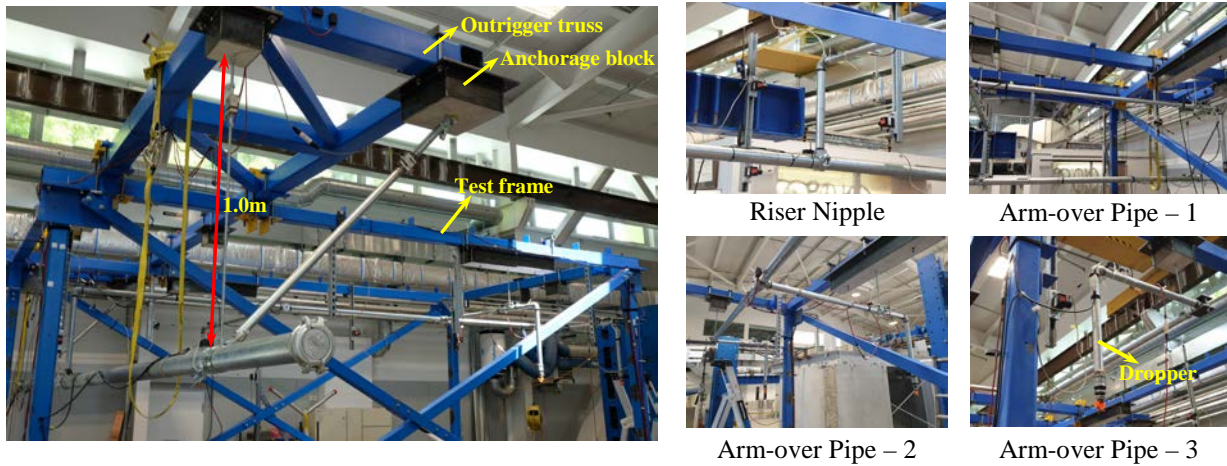 Outrigger truss
Anchorage block
Test frame
1.0m
Riser Nipple
Arm-over Pipe – 1
Dropper
Arm-over Pipe – 2
Arm-over Pipe – 3